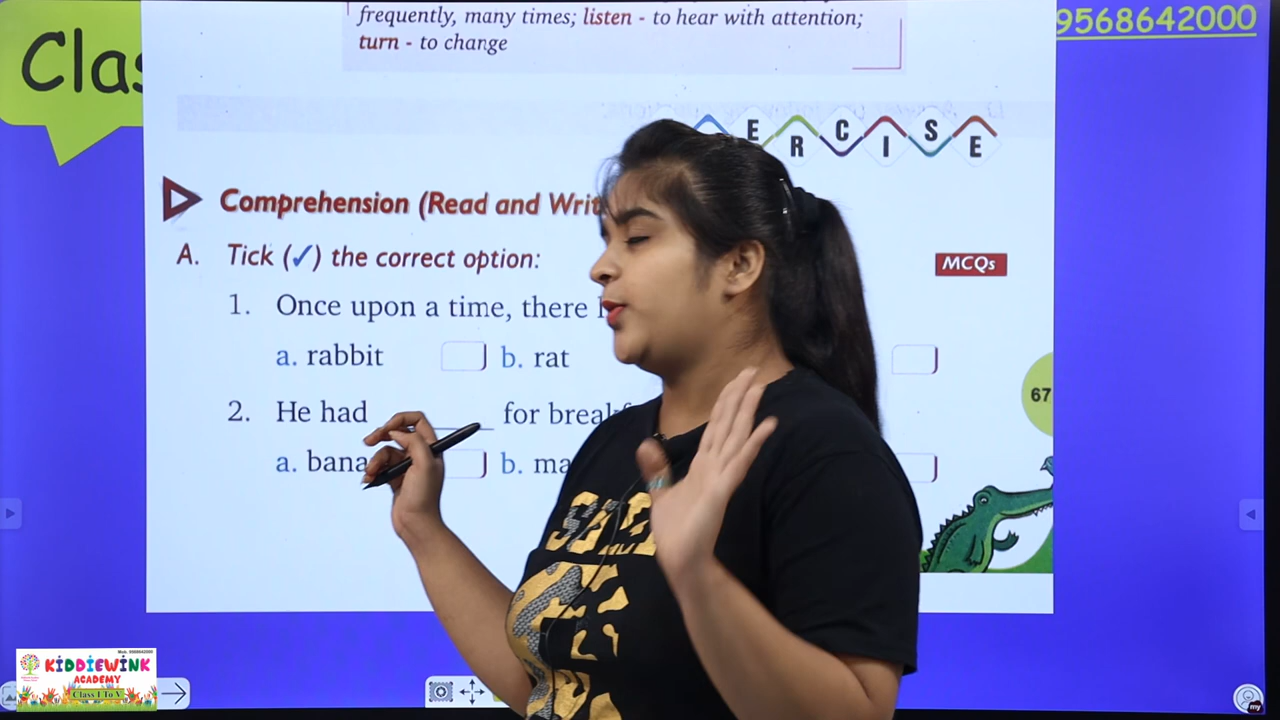 frequently, many times; listen - to hear with attention;
turn - to change
9568642000
Clas
E R C I S E
Comprehension (Read and Writ
A. Tick (✓) the correct option:
MCQs
1. Once upon a time, there
a. rabbit b. rat
67
2. He had ______ for break
a. bana b. ma
KIDDIEWINK
ACADEMY
Class I To V
my